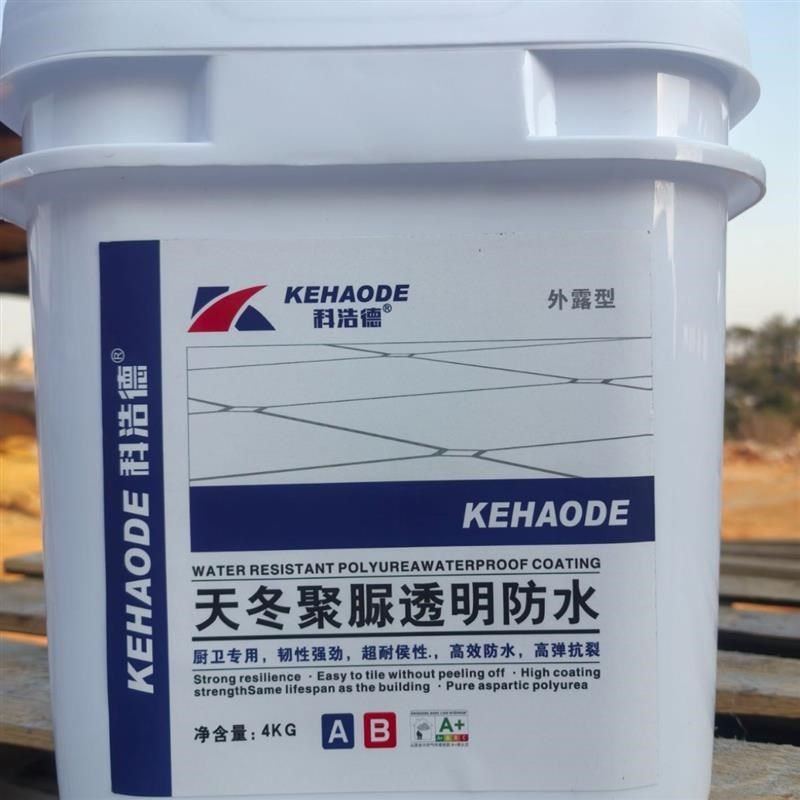 KEHAODE
科浩德®
外露型
KEHAODE 科浩德®
KEHAODE
WATER RESISTANT POLYUREAWATERPROOF COATING
天冬聚脲透明防水
厨卫专用，韧性强劲，超耐侯性.，高效防水，高弹抗裂
Strong resilience · Easy to tile without peeling off · High coating
strengthSame lifespan as the building · Pure aspartic polyurea
净含量：4KG
A B
A+